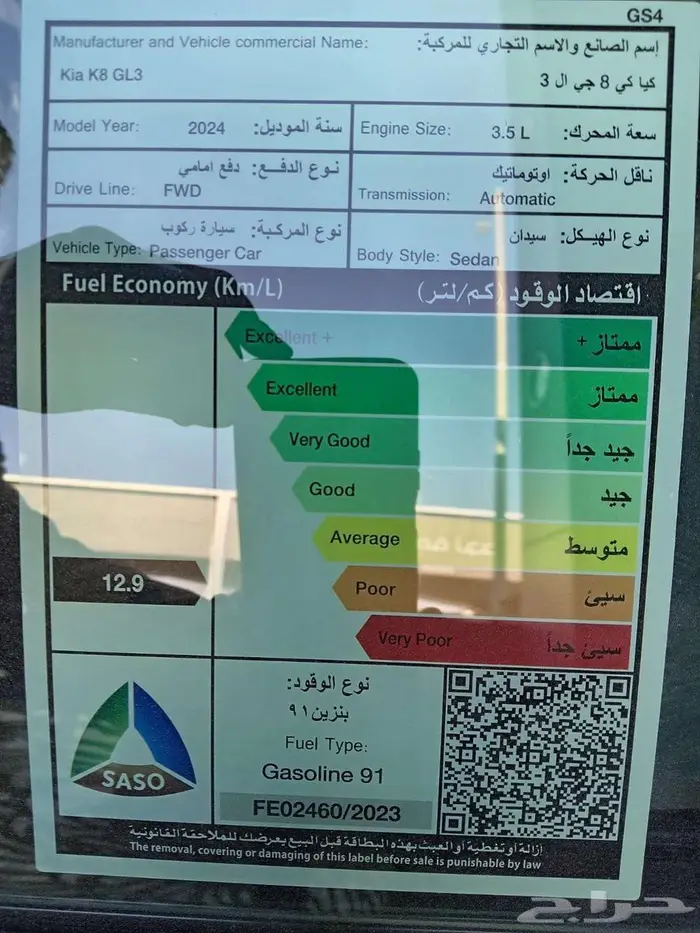 GS4
Manufacturer and Vehicle commercial Name: إسم الصانع والاسم التجاري للمركبة:
Kia K8 GL3 كيا كي 8 جي ال 3
Model Year: 2024 سنة الموديل:
Engine Size: 3.5 L سعة المحرك:
نوع الدفع: دفع امامي
Drive Line: FWD
ناقل الحركة: اوتوماتيك
Transmission: Automatic
نوع المركبة: سيارة ركوب
Vehicle Type: Passenger Car
نوع الهيكل: سيدان
Body Style: Sedan
Fuel Economy (Km/L) اقتصاد الوقود (كم/لتر)
Excellent + ممتاز +
Excellent ممتاز
Very Good جيد جداً
Good جيد
Average متوسط
12.9
Poor سيئ
Very Poor سيئ جداً
SASO
نوع الوقود:
بنزين ٩١
Fuel Type:
Gasoline 91
FE02460/2023
إزالة أو تغطية أو العبث بهذه البطاقة قبل البيع يعرضك للملاحقة القانونية
The removal, covering or damaging of this label before sale is punishable by law
حراج